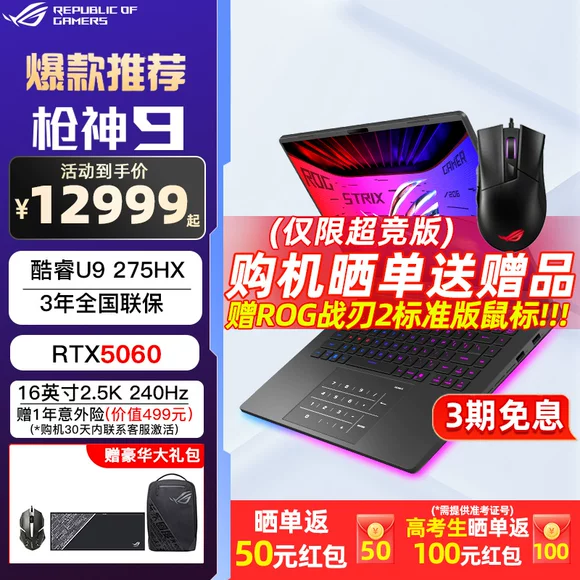 REPUBLIC OF
GAMERS
爆款推荐
枪神9
活动到手价
¥12999起
酷睿U9 275HX
3年全国联保
RTX5060
16英寸2.5K 240Hz
赠1年意外险(价值499元)
(*购机30天内联系客服激活)
赠豪华大礼包
ROG
STRIX
GAMER
(仅限超竞版)
购机晒单送赠品
赠ROG战刃2标准版鼠标!!!
3期免息
晒单返
50元红包
50
(*需提供准考证号)
高考生晒单返
100元红包
100